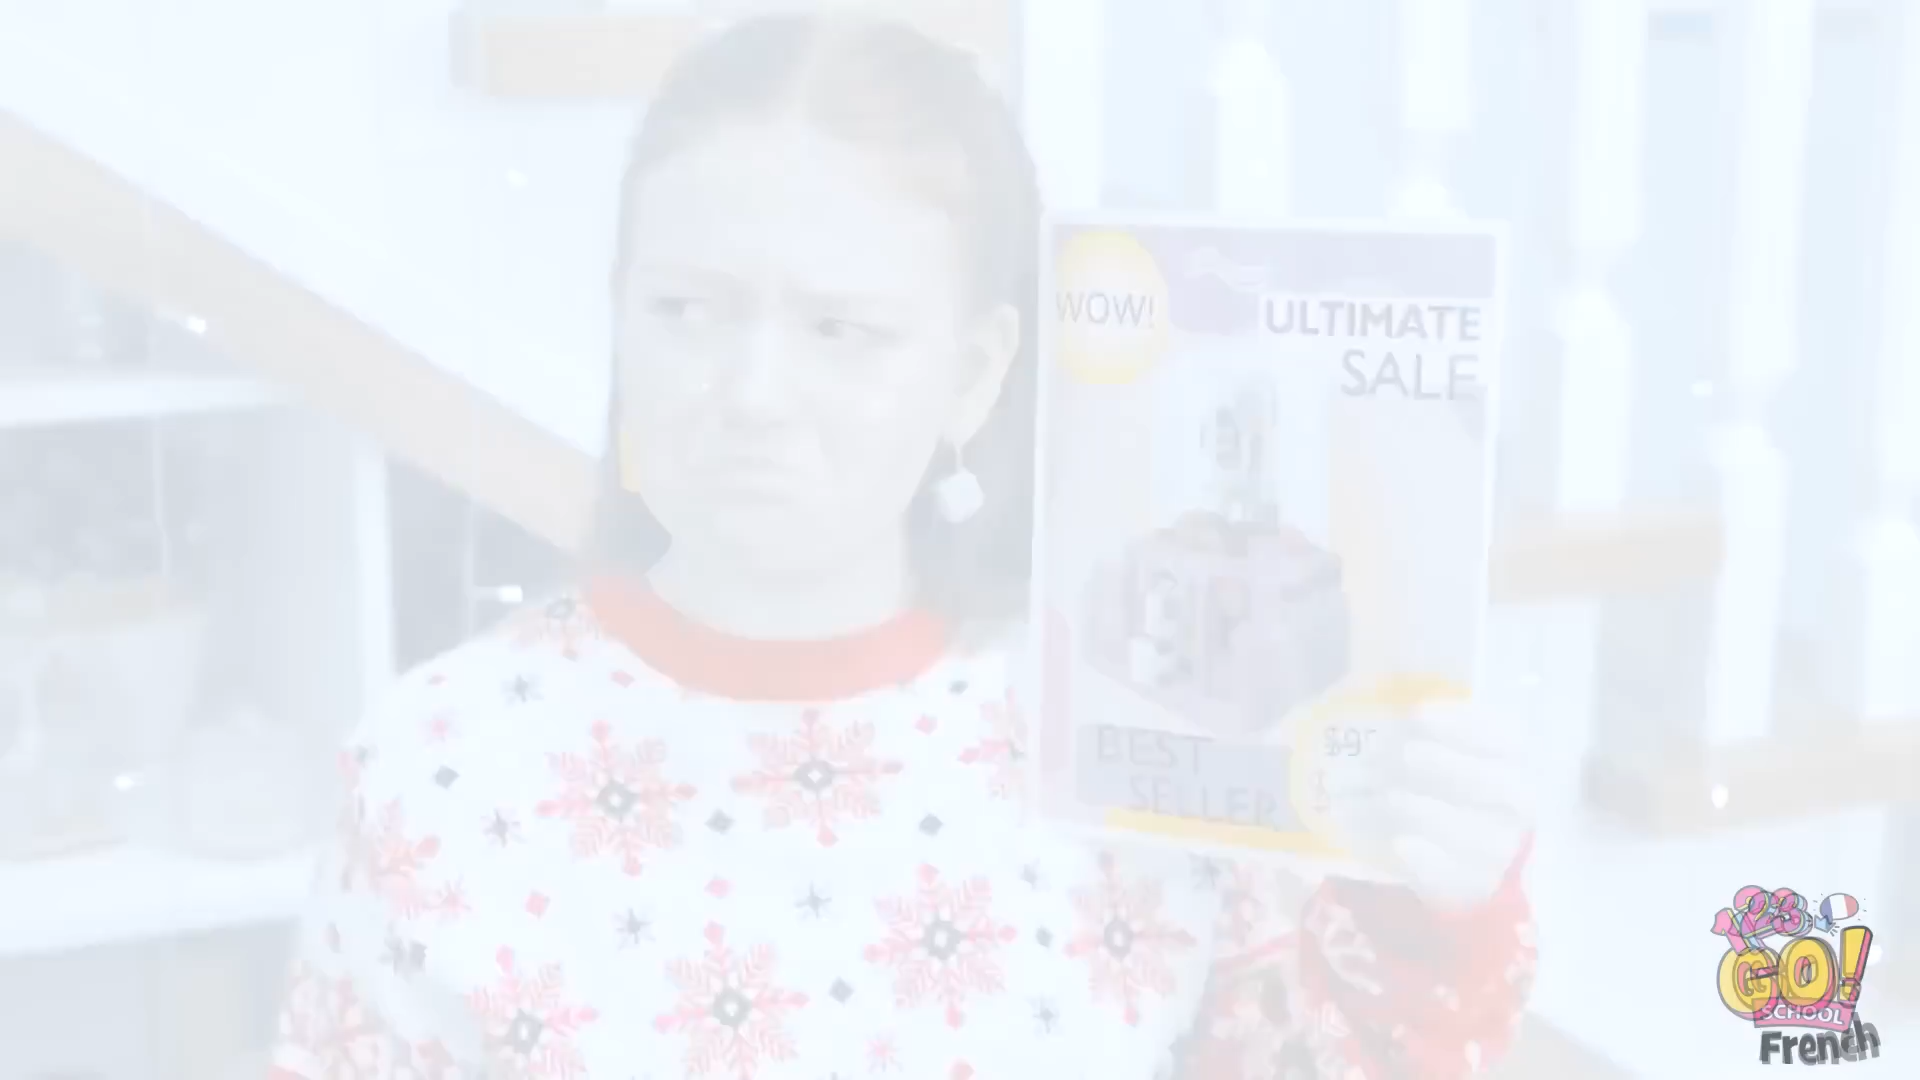 WOW!
ULTIMATE
SALE
BEST
SELLER
123
GO!
SCHOOL
French